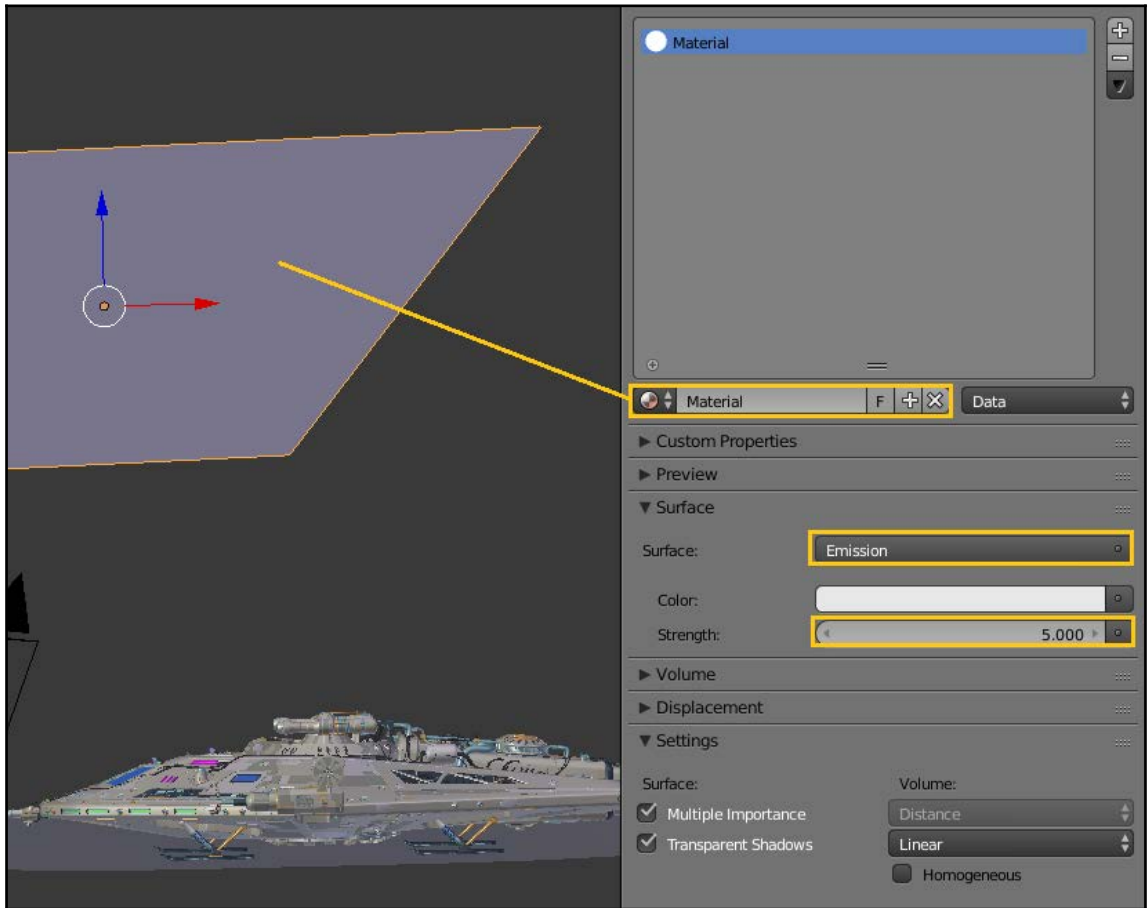 Material
Material F Data
Custom Properties
Preview
Surface
Surface: Emission
Color:
Strength: 5.000
Volume
Displacement
Settings
Surface: Volume:
Multiple Importance Distance
Transparent Shadows Linear
Homogeneous